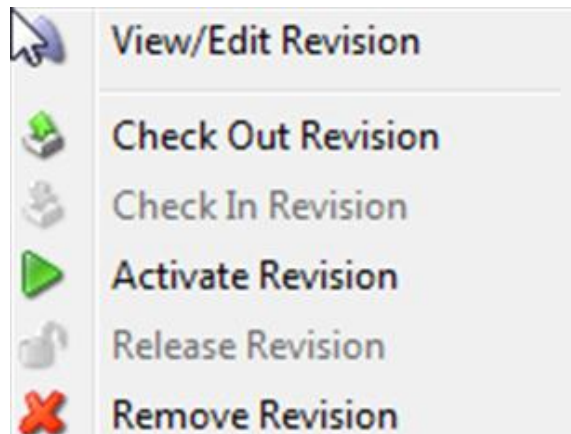 View/Edit Revision
Check Out Revision
Check In Revision
Activate Revision
Release Revision
Remove Revision